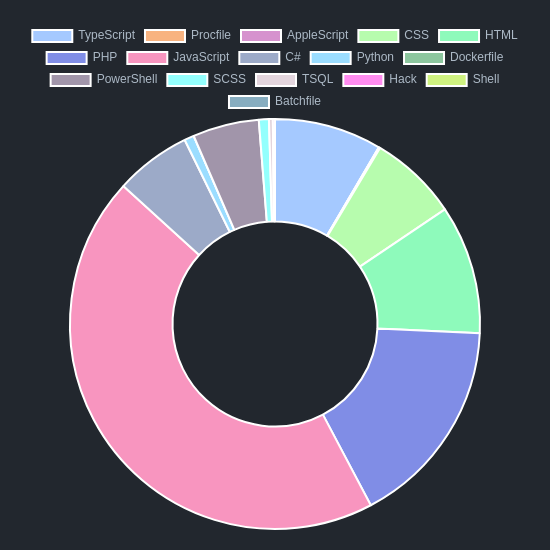 TypeScript Procfile AppleScript CSS HTML
PHP JavaScript C# Python Dockerfile
PowerShell SCSS TSQL Hack Shell
Batchfile